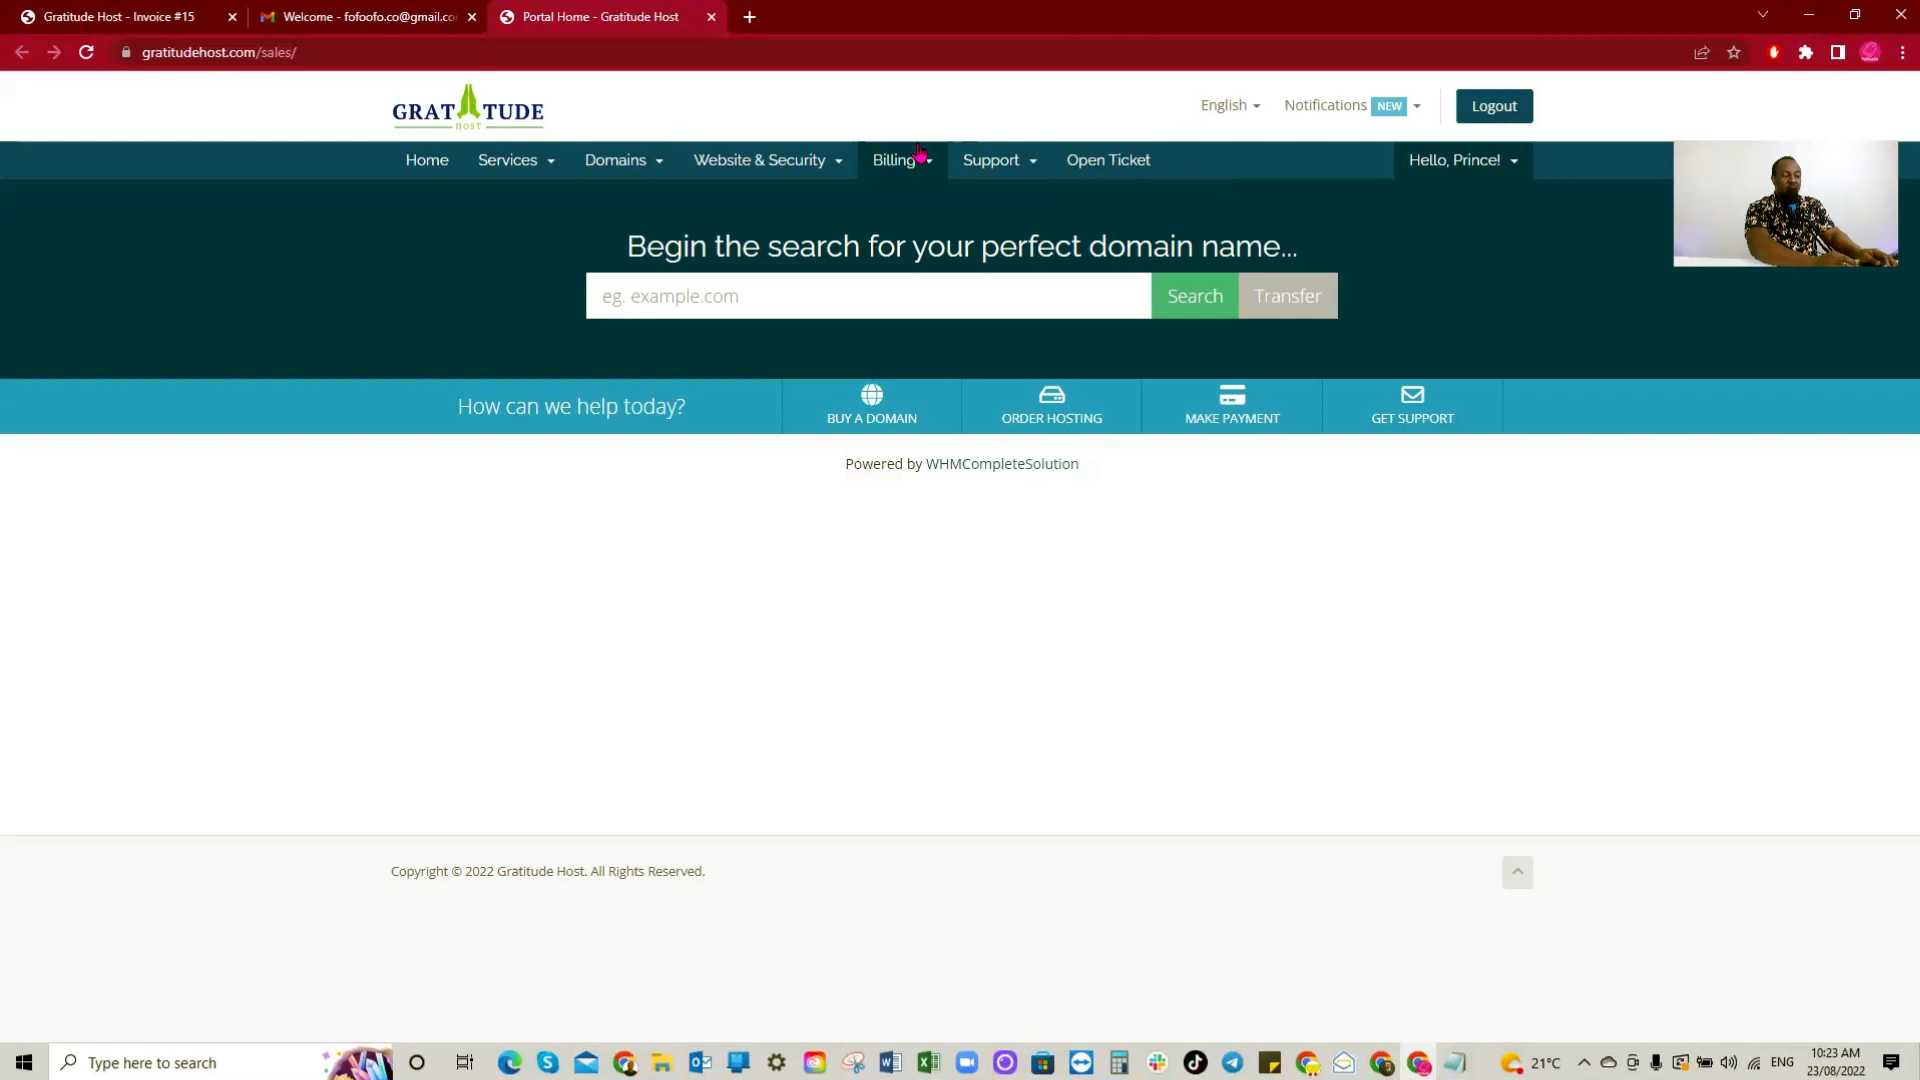 Gratitude Host - Invoice #15
Welcome - fofoofo.co@gmail.co
Portal Home - Gratitude Host
gratitudehost.com/sales/
GRATITUDE
HOST
English
Notifications NEW
Logout
Home
Services
Domains
Website & Security
Billing
Support
Open Ticket
Hello, Prince!
Begin the search for your perfect domain name...
eg. example.com
Search
Transfer
How can we help today?
BUY A DOMAIN
ORDER HOSTING
MAKE PAYMENT
GET SUPPORT
Powered by WHMCompleteSolution
Copyright © 2022 Gratitude Host. All Rights Reserved.
Type here to search
21°C
ENG
10:23 AM
23/08/2022